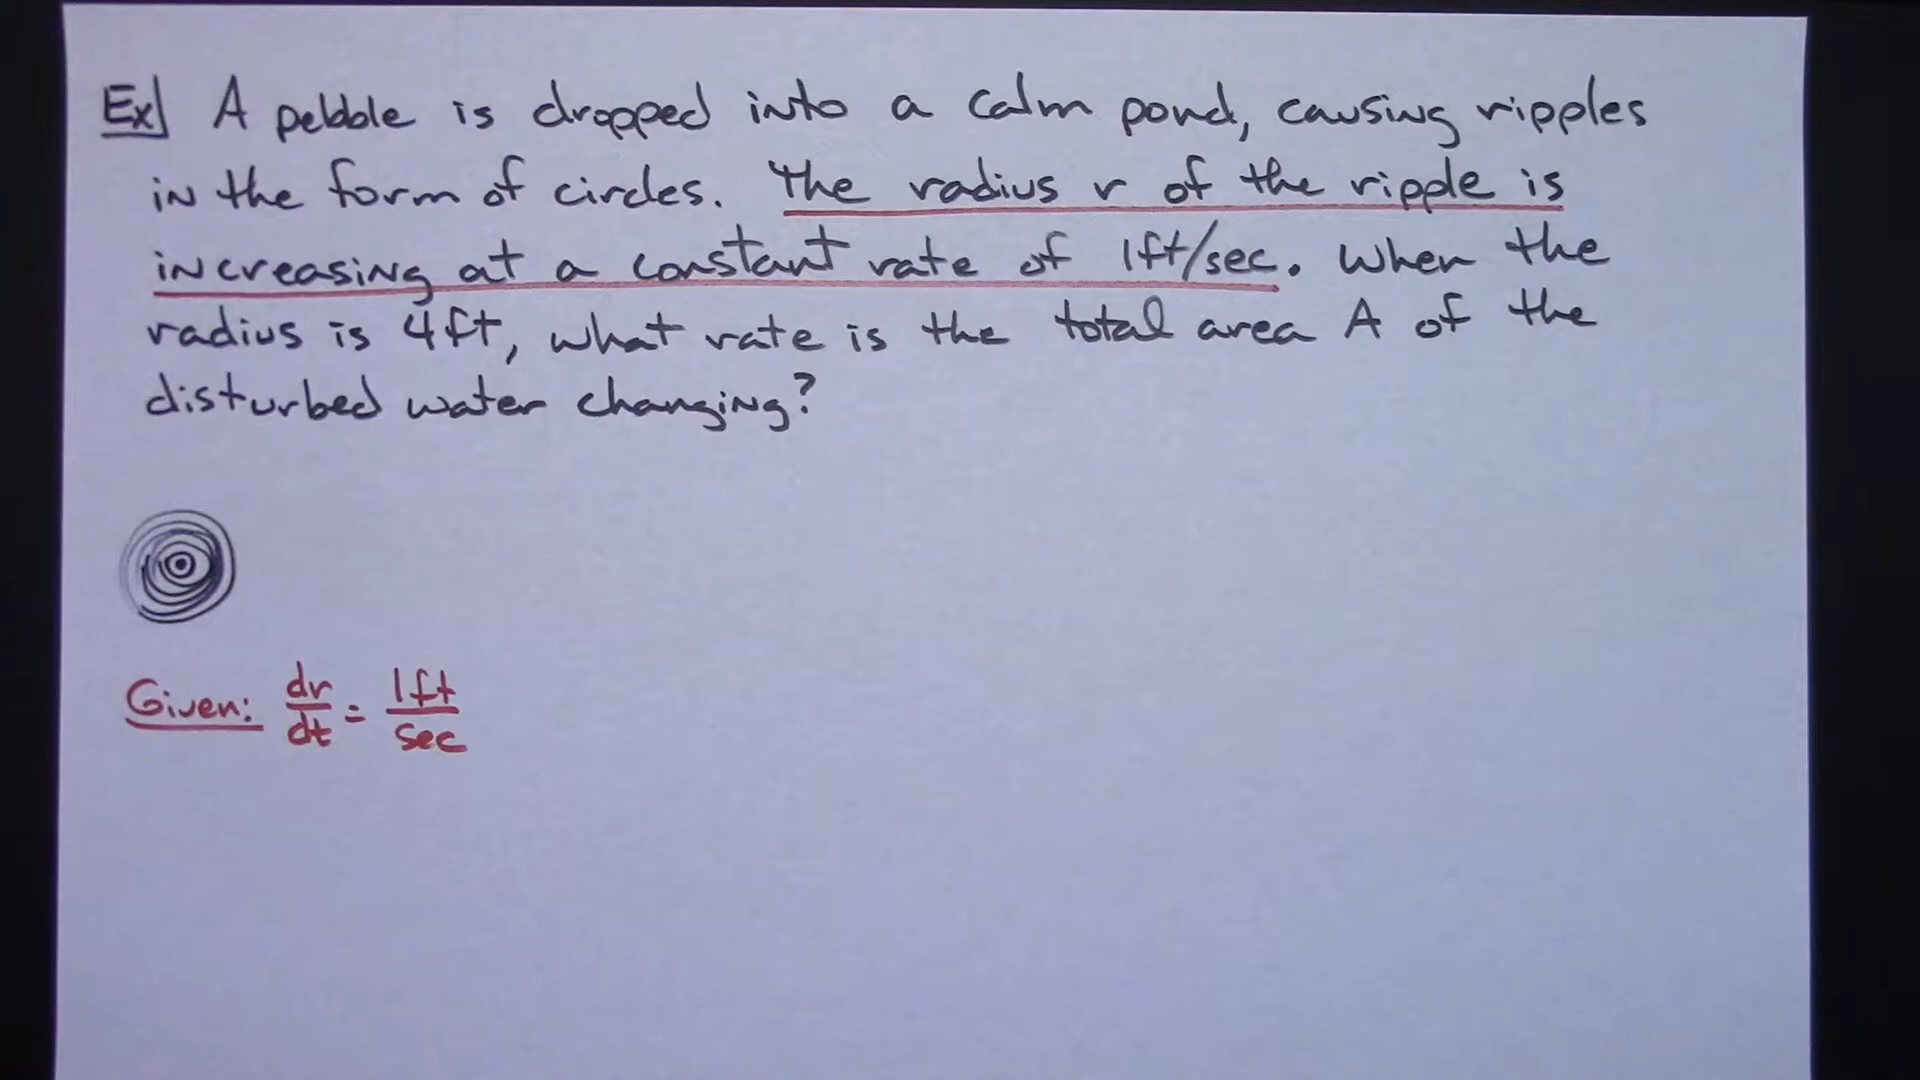 Ex| A pebble is dropped into a calm pond, causing ripples
in the form of circles. The radius r of the ripple is
increasing at a constant rate of 1ft/sec. When the
radius is 4ft, what rate is the total area A of the
disturbed water changing?
Given: dr/dt = 1ft/sec